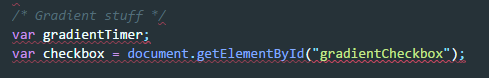 /* Gradient stuff */
var gradientTimer;
var checkbox = document.getElementById("gradientCheckbox");